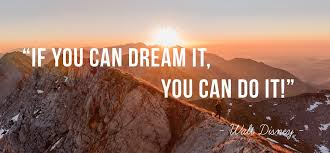 “IF YOU CAN DREAM IT,
YOU CAN DO IT!”
- Walt Disney -